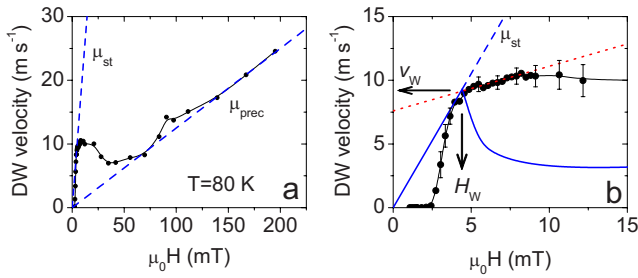 30
20
10
0
DW velocity (m s⁻¹)
μst
μprec
T=80 K
a
0 50 100 150 200
μ₀H (mT)
15
10
5
0
DW velocity (m s⁻¹)
μst
vW
HW
b
0 5 10 15
μ₀H (mT)